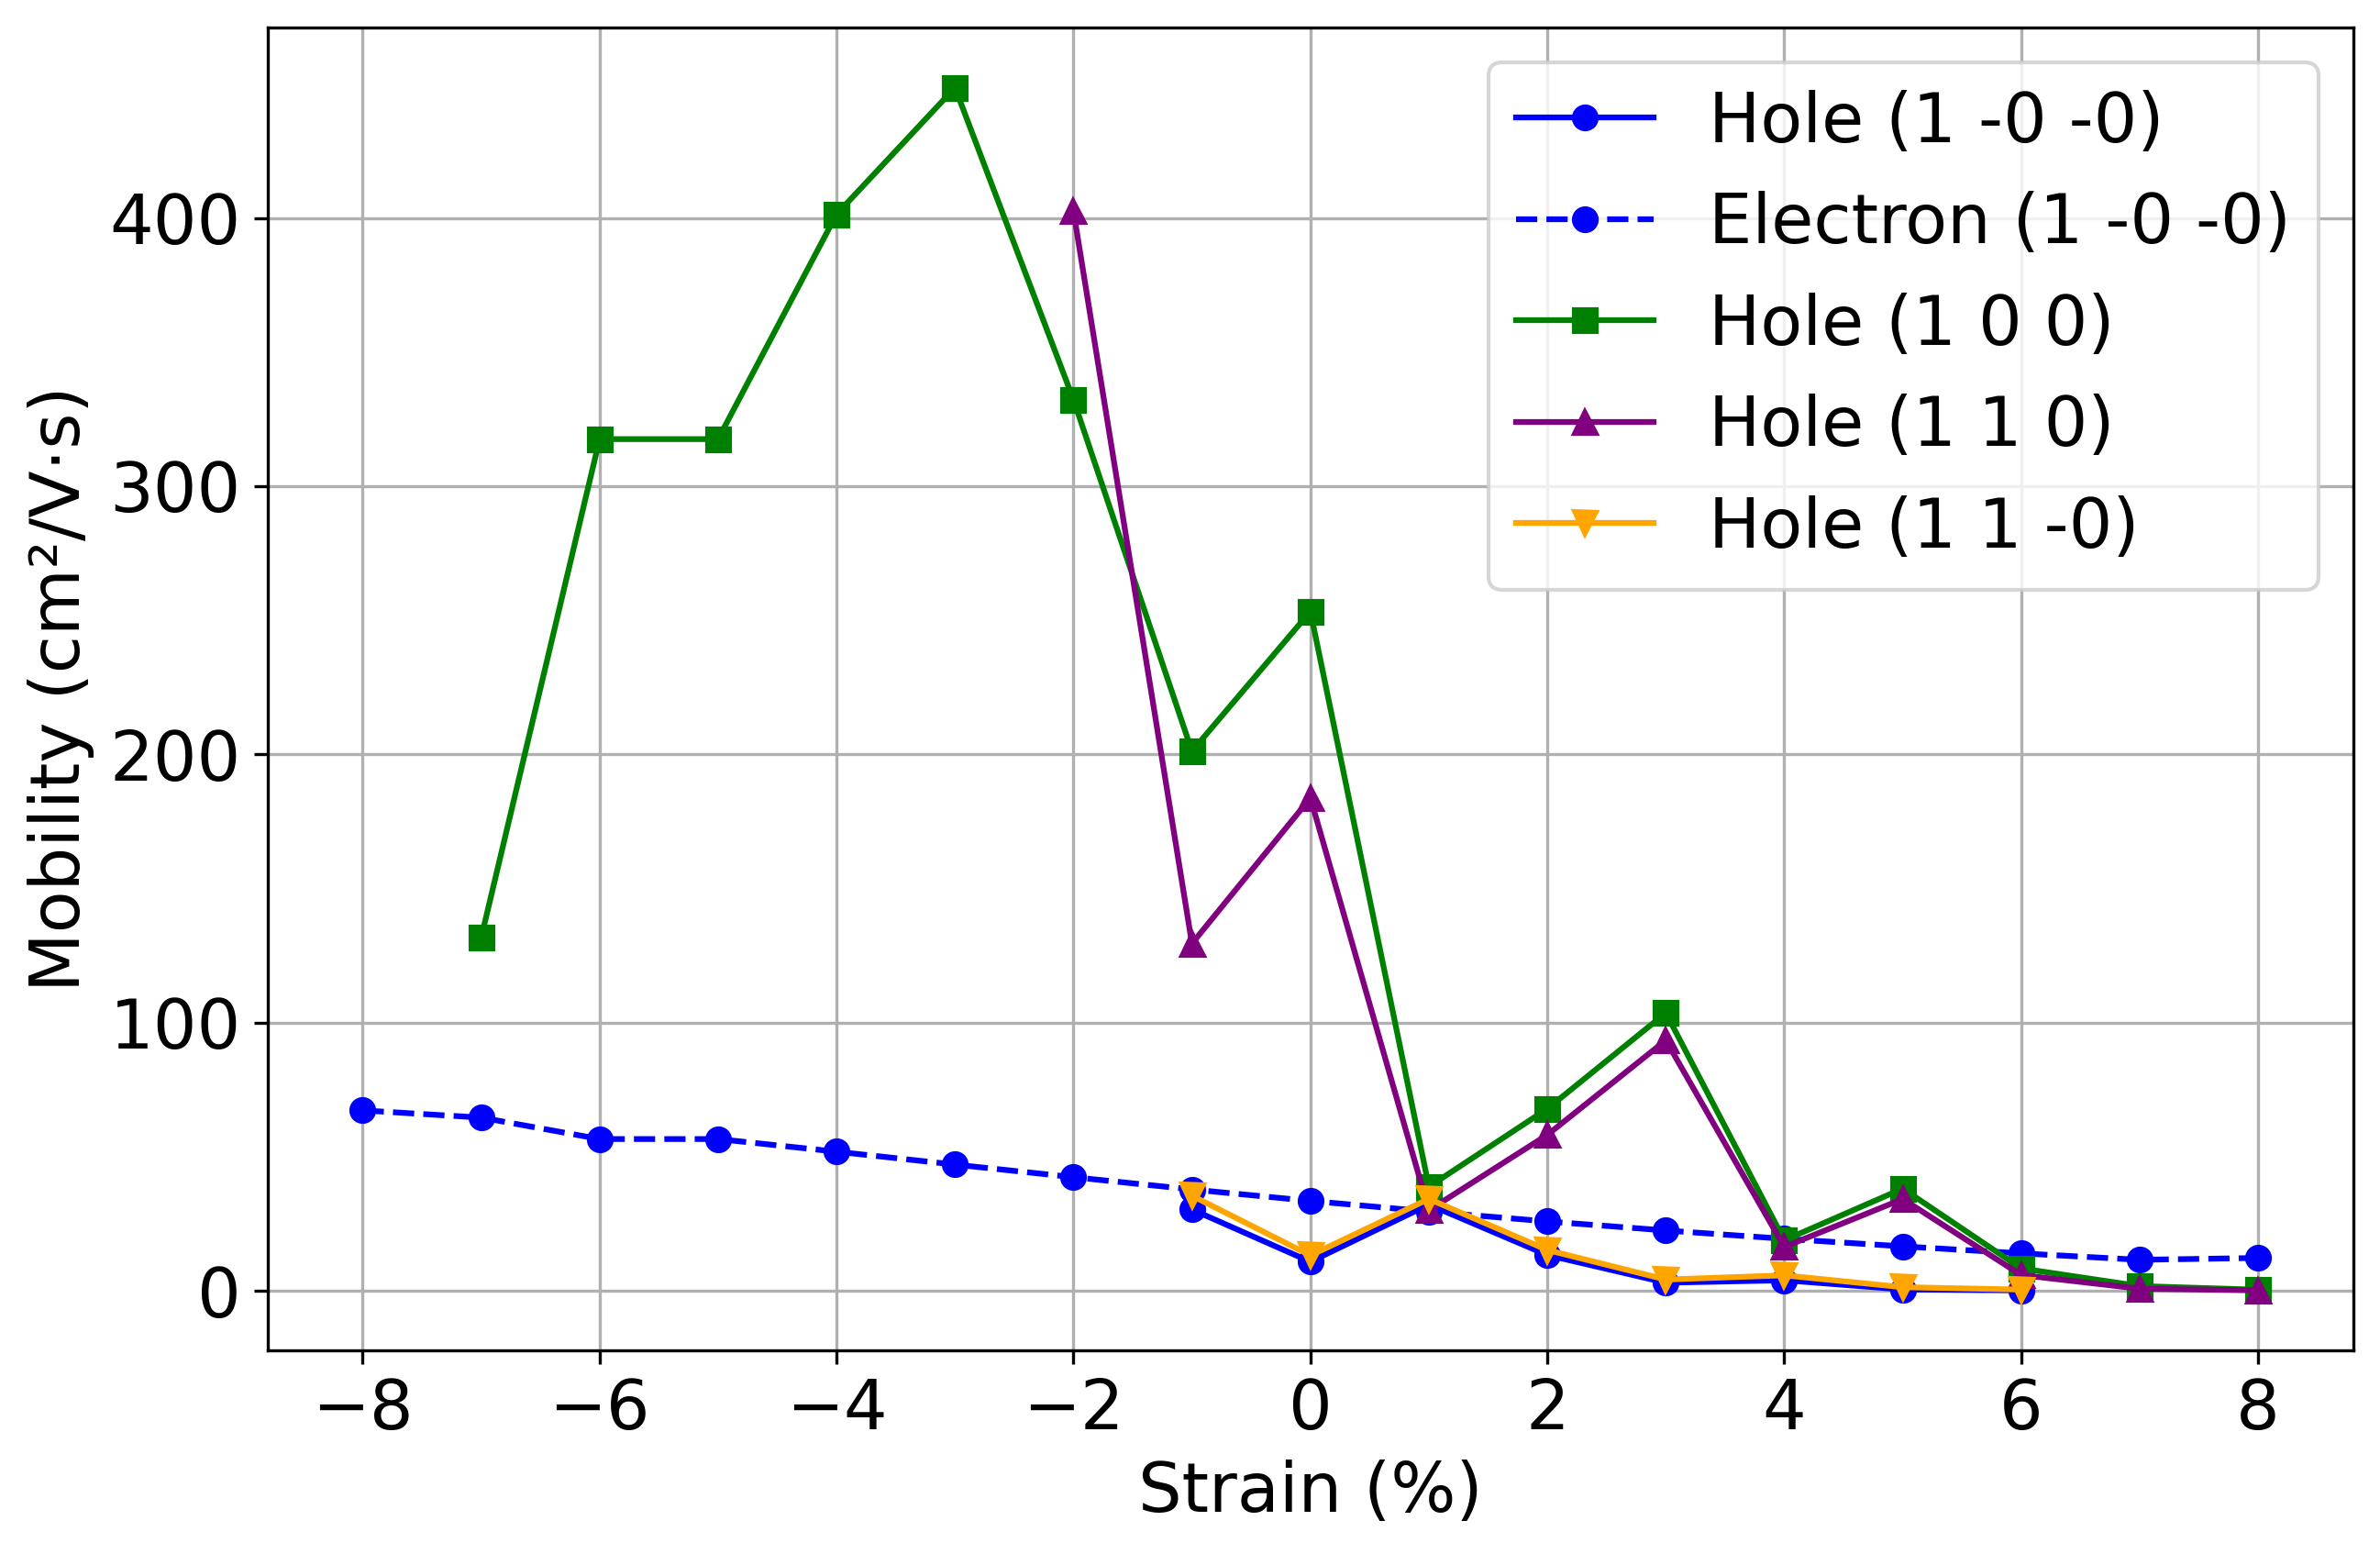 Hole (1 -0 -0)
Electron (1 -0 -0)
Hole (1 0 0)
Hole (1 1 0)
Hole (1 1 -0)
Mobility (cm²/V·s)
400
300
200
100
0
−8 −6 −4 −2 0 2 4 6 8
Strain (%)